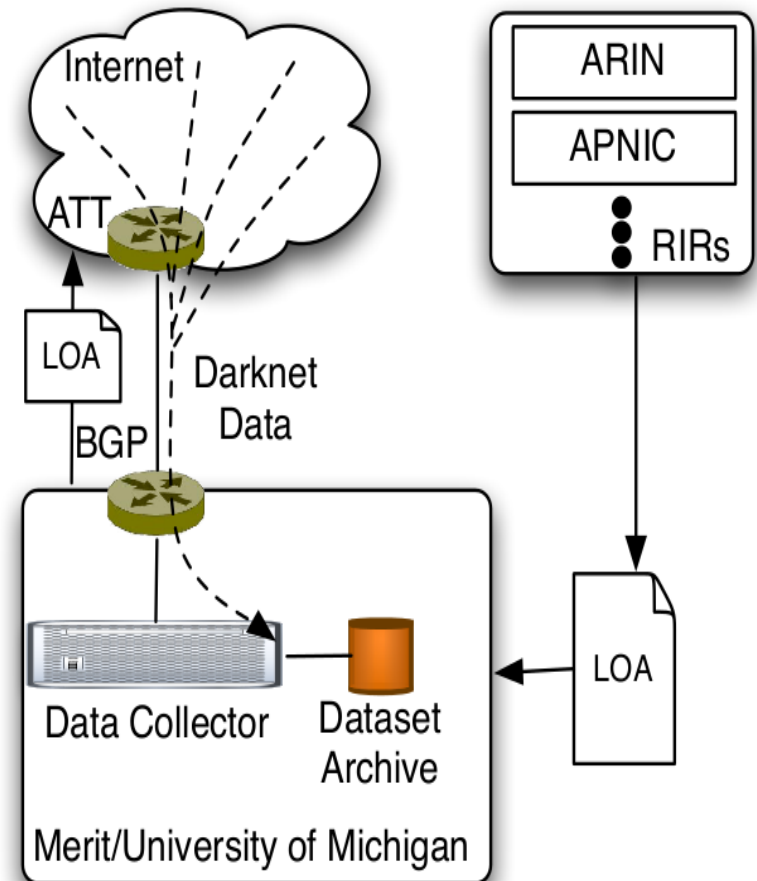 Internet
ATT
LOA
BGP
Darknet
Data
ARIN
APNIC
RIRs
LOA
Data Collector
Dataset
Archive
Merit/University of Michigan